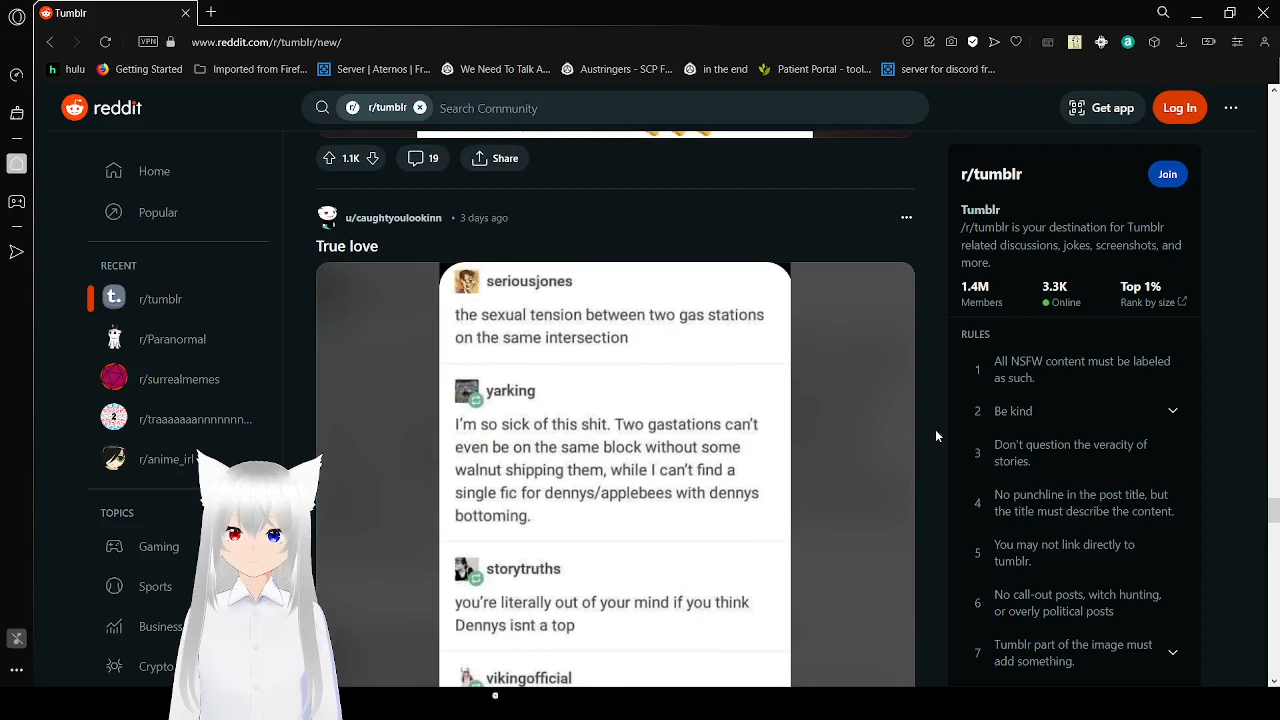 Tumblr
VPN
www.reddit.com/r/tumblr/new/
hulu
Getting Started
Imported from Firef...
Server | Aternos | Fr...
We Need To Talk A...
Austringers - SCP F...
in the end
Patient Portal - tool...
server for discord fr...
reddit
r/
r/tumblr
Search Community
Get app
Log In
1.1K
19
Share
Home
Popular
RECENT
r/tumblr
r/Paranormal
r/surrealmemes
r/traaaaaaannnnnnn...
r/anime_irl
TOPICS
Gaming
Sports
Business
Crypto
u/caughtyoulookinn
• 3 days ago
True love
seriousjones
the sexual tension between two gas stations
on the same intersection
yarking
I'm so sick of this shit. Two gastations can't
even be on the same block without some
walnut shipping them, while I can't find a
single fic for dennys/applebees with dennys
bottoming.
storytruths
you're literally out of your mind if you think
Dennys isnt a top
vikingofficial
r/tumblr
Join
Tumblr
/r/tumblr is your destination for Tumblr
related discussions, jokes, screenshots, and
more.
1.4M
Members
3.3K
Online
Top 1%
Rank by size
RULES
1
All NSFW content must be labeled
as such.
2
Be kind
3
Don't question the veracity of
stories.
4
No punchline in the post title, but
the title must describe the content.
5
You may not link directly to
tumblr.
6
No call-out posts, witch hunting,
or overly political posts
7
Tumblr part of the image must
add something.